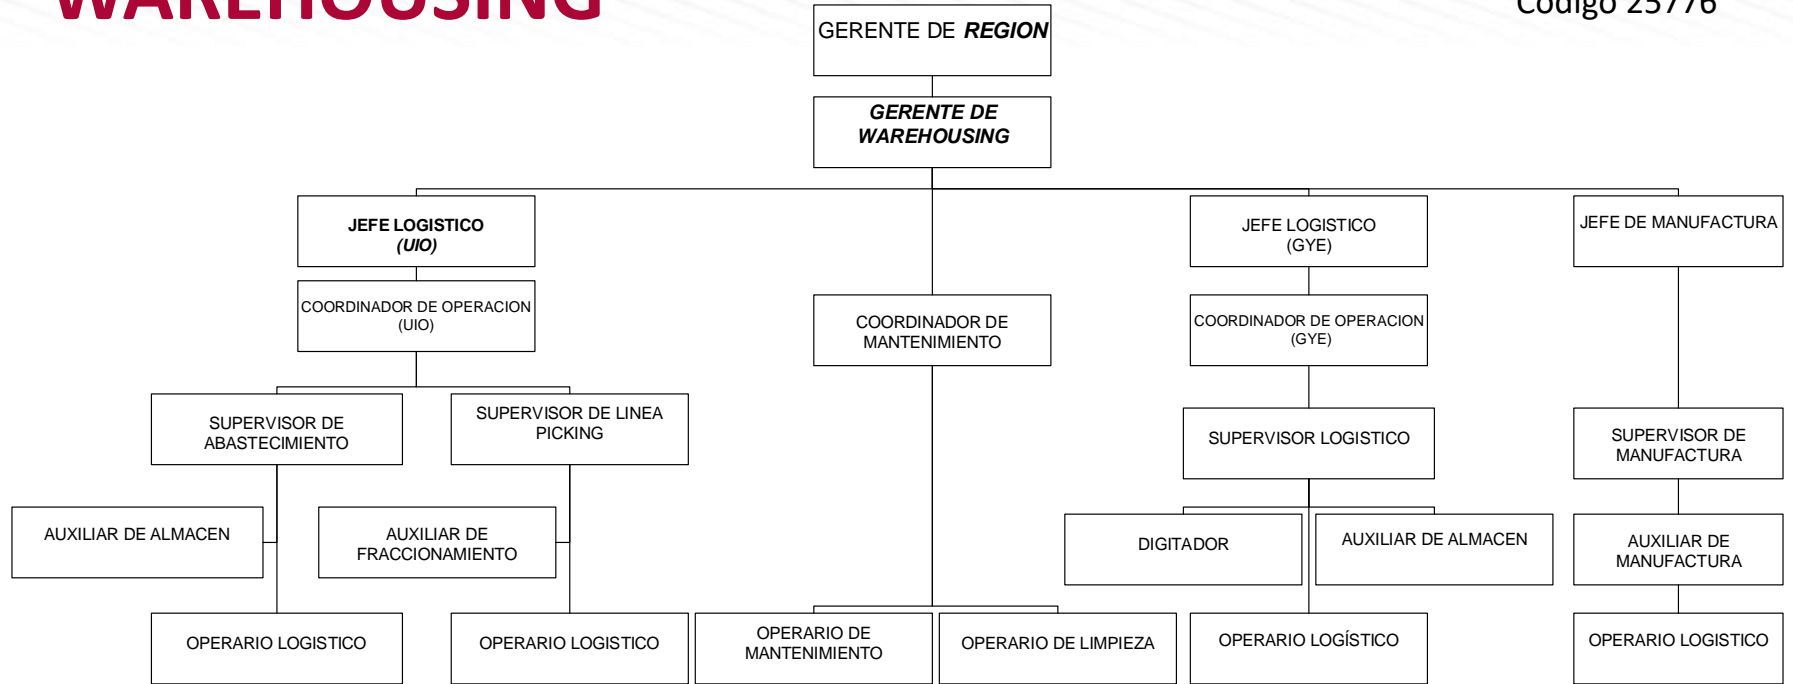 WAREHOUSING
Código 25776
GERENTE DE REGION
GERENTE DE
WAREHOUSING
JEFE LOGISTICO
(UIO)
JEFE LOGISTICO
(GYE)
JEFE DE MANUFACTURA
COORDINADOR DE OPERACION
(UIO)
COORDINADOR DE
MANTENIMIENTO
COORDINADOR DE OPERACION
(GYE)
SUPERVISOR DE
ABASTECIMIENTO
SUPERVISOR DE LINEA
PICKING
SUPERVISOR LOGISTICO
SUPERVISOR DE
MANUFACTURA
AUXILIAR DE ALMACEN
AUXILIAR DE
FRACCIONAMIENTO
DIGITADOR
AUXILIAR DE ALMACEN
AUXILIAR DE
MANUFACTURA
OPERARIO LOGISTICO
OPERARIO LOGISTICO
OPERARIO DE
MANTENIMIENTO
OPERARIO DE LIMPIEZA
OPERARIO LOGÍSTICO
OPERARIO LOGISTICO